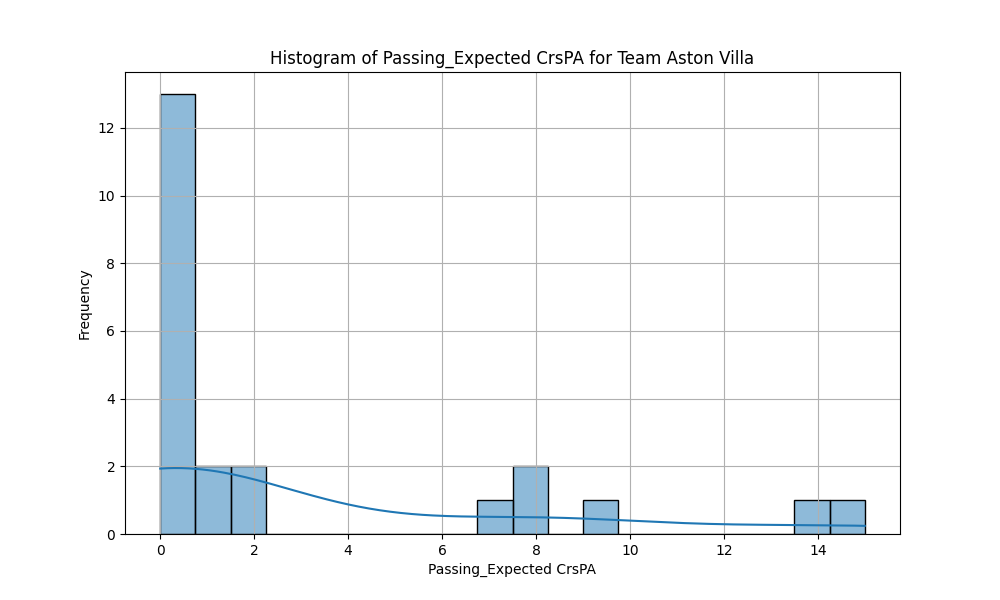 Histogram of Passing_Expected CrsPA for Team Aston Villa
Frequency
12
10
8
6
4
2
0
0 2 4 6 8 10 12 14
Passing_Expected CrsPA